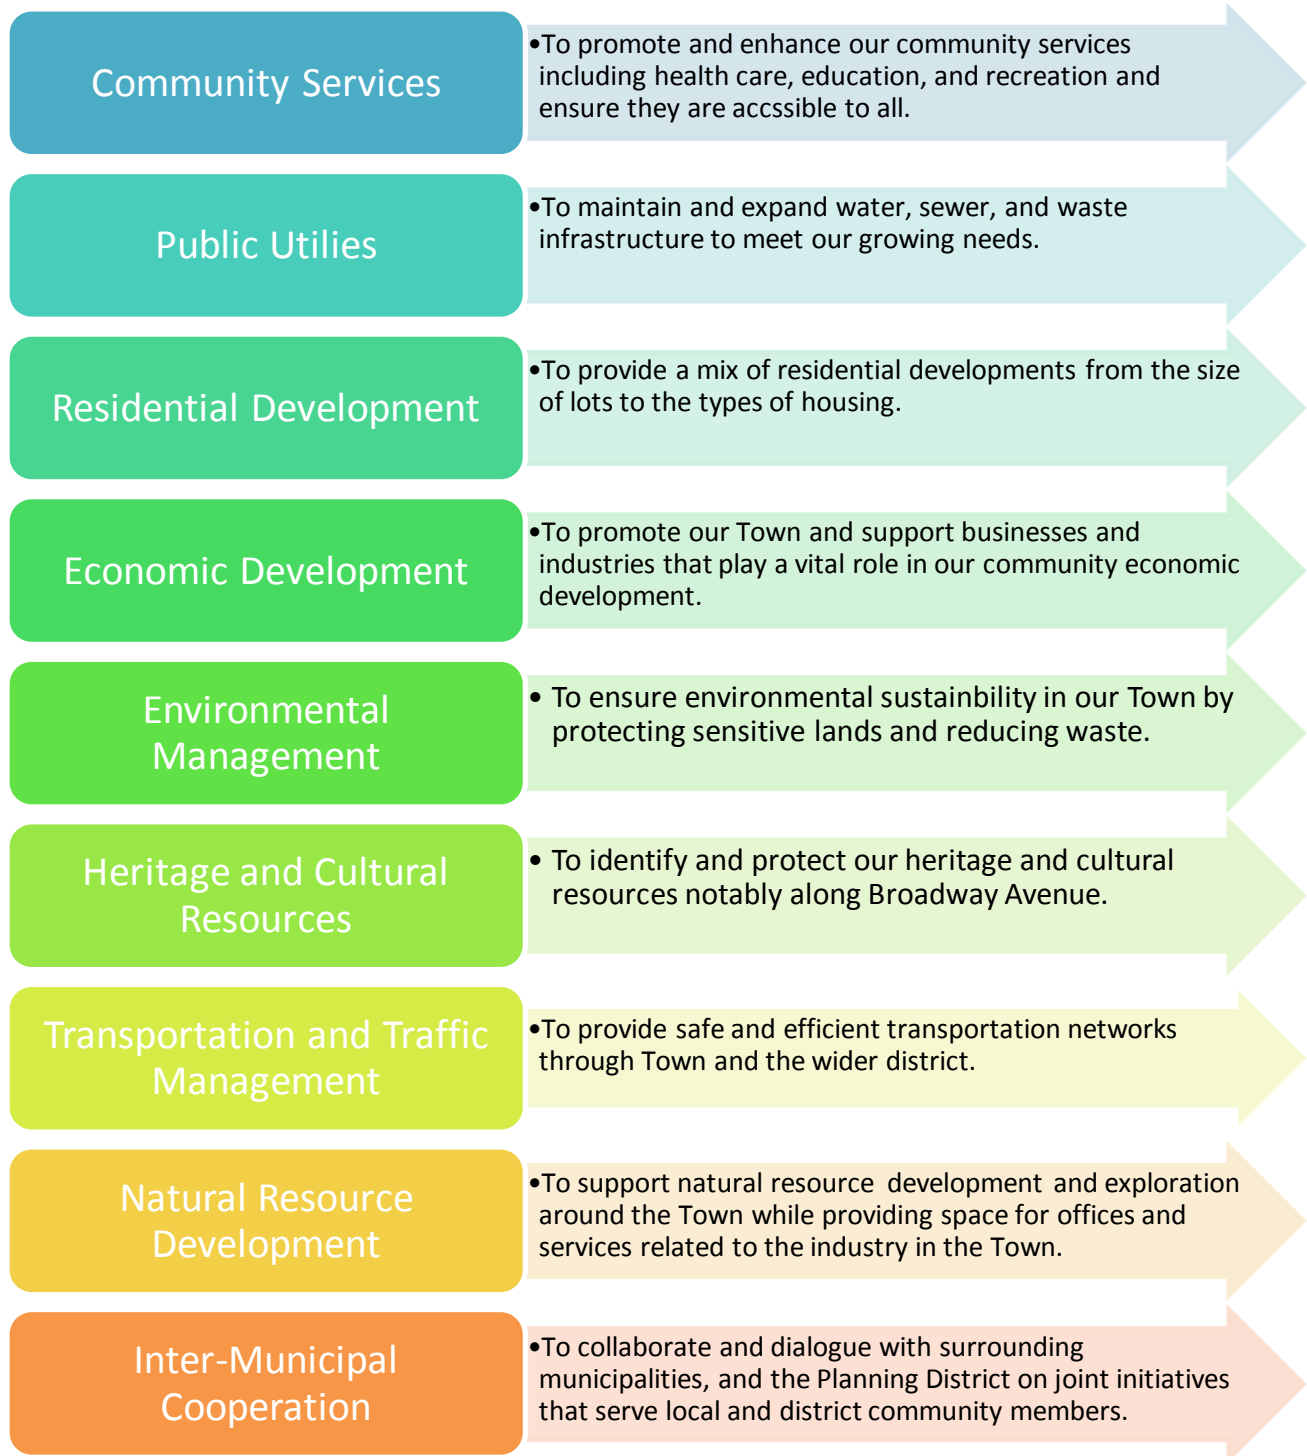 Community Services
•To promote and enhance our community services
including health care, education, and recreation and
ensure they are accssible to all.
Public Utilies
•To maintain and expand water, sewer, and waste
infrastructure to meet our growing needs.
Residential Development
•To provide a mix of residential developments from the size
of lots to the types of housing.
Economic Development
•To promote our Town and support businesses and
industries that play a vital role in our community economic
development.
Environmental
Management
• To ensure environmental sustainbility in our Town by
protecting sensitive lands and reducing waste.
Heritage and Cultural
Resources
• To identify and protect our heritage and cultural
resources notably along Broadway Avenue.
Transportation and Traffic
Management
•To provide safe and efficient transportation networks
through Town and the wider district.
Natural Resource
Development
•To support natural resource development and exploration
around the Town while providing space for offices and
services related to the industry in the Town.
Inter-Municipal
Cooperation
•To collaborate and dialogue with surrounding
municipalities, and the Planning District on joint initiatives
that serve local and district community members.